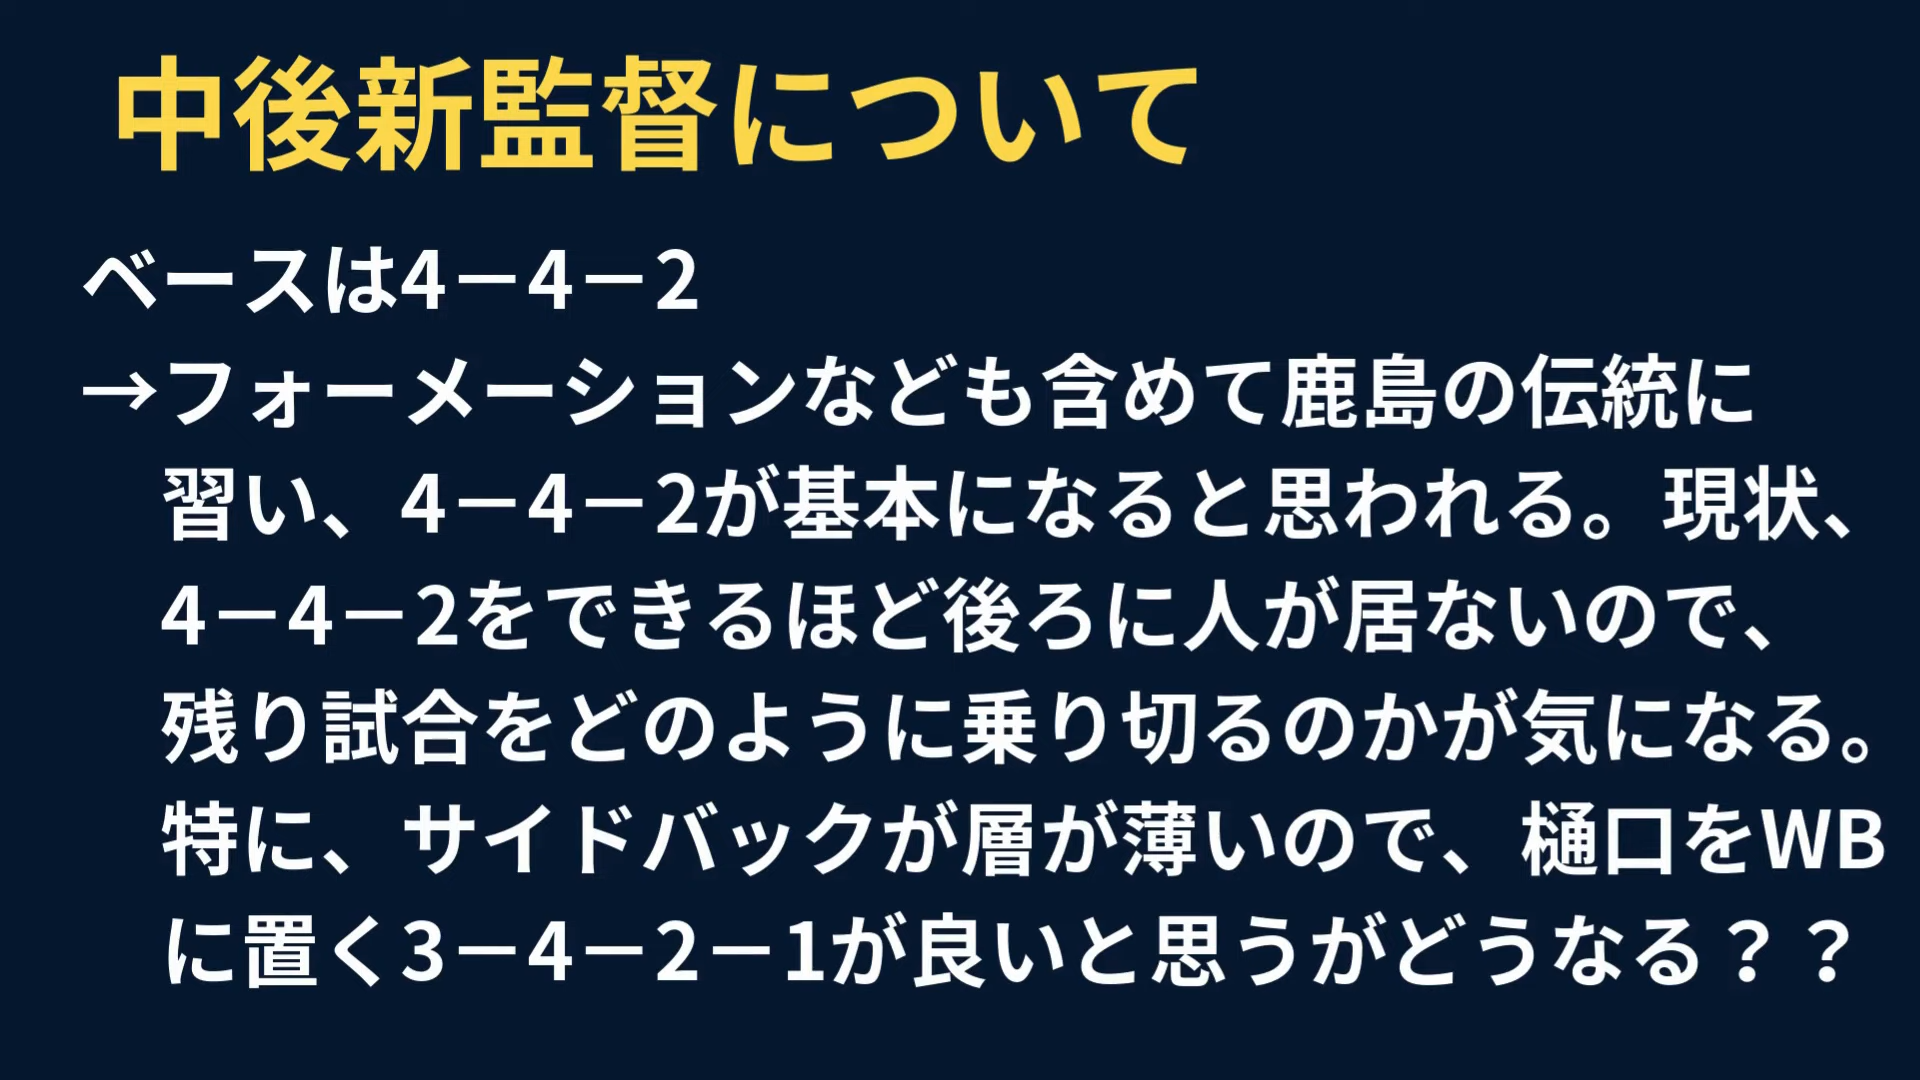 中後新監督について
ベースは4－4－2
→フォーメーションなども含めて鹿島の伝統に
習い、4－4－2が基本になると思われる。現状、
4－4－2をできるほど後ろに人が居ないので、
残り試合をどのように乗り切るのかが気になる。
特に、サイドバックが層が薄いので、樋口をWB
に置く3－4－2－1が良いと思うがどうなる？？